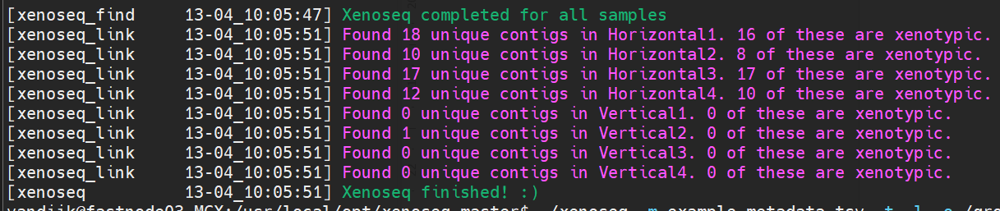 [xenoseq_find     13-04_10:05:47] Xenoseq completed for all samples
[xenoseq_link     13-04_10:05:51] Found 18 unique contigs in Horizontal1. 16 of these are xenotypic.
[xenoseq_link     13-04_10:05:51] Found 10 unique contigs in Horizontal2. 8 of these are xenotypic.
[xenoseq_link     13-04_10:05:51] Found 17 unique contigs in Horizontal3. 17 of these are xenotypic.
[xenoseq_link     13-04_10:05:51] Found 12 unique contigs in Horizontal4. 10 of these are xenotypic.
[xenoseq_link     13-04_10:05:51] Found 0 unique contigs in Vertical1. 0 of these are xenotypic.
[xenoseq_link     13-04_10:05:51] Found 1 unique contigs in Vertical2. 0 of these are xenotypic.
[xenoseq_link     13-04_10:05:51] Found 0 unique contigs in Vertical3. 0 of these are xenotypic.
[xenoseq_link     13-04_10:05:51] Found 0 unique contigs in Vertical4. 0 of these are xenotypic.
[xenoseq          13-04_10:05:51] Xenoseq finished! :)